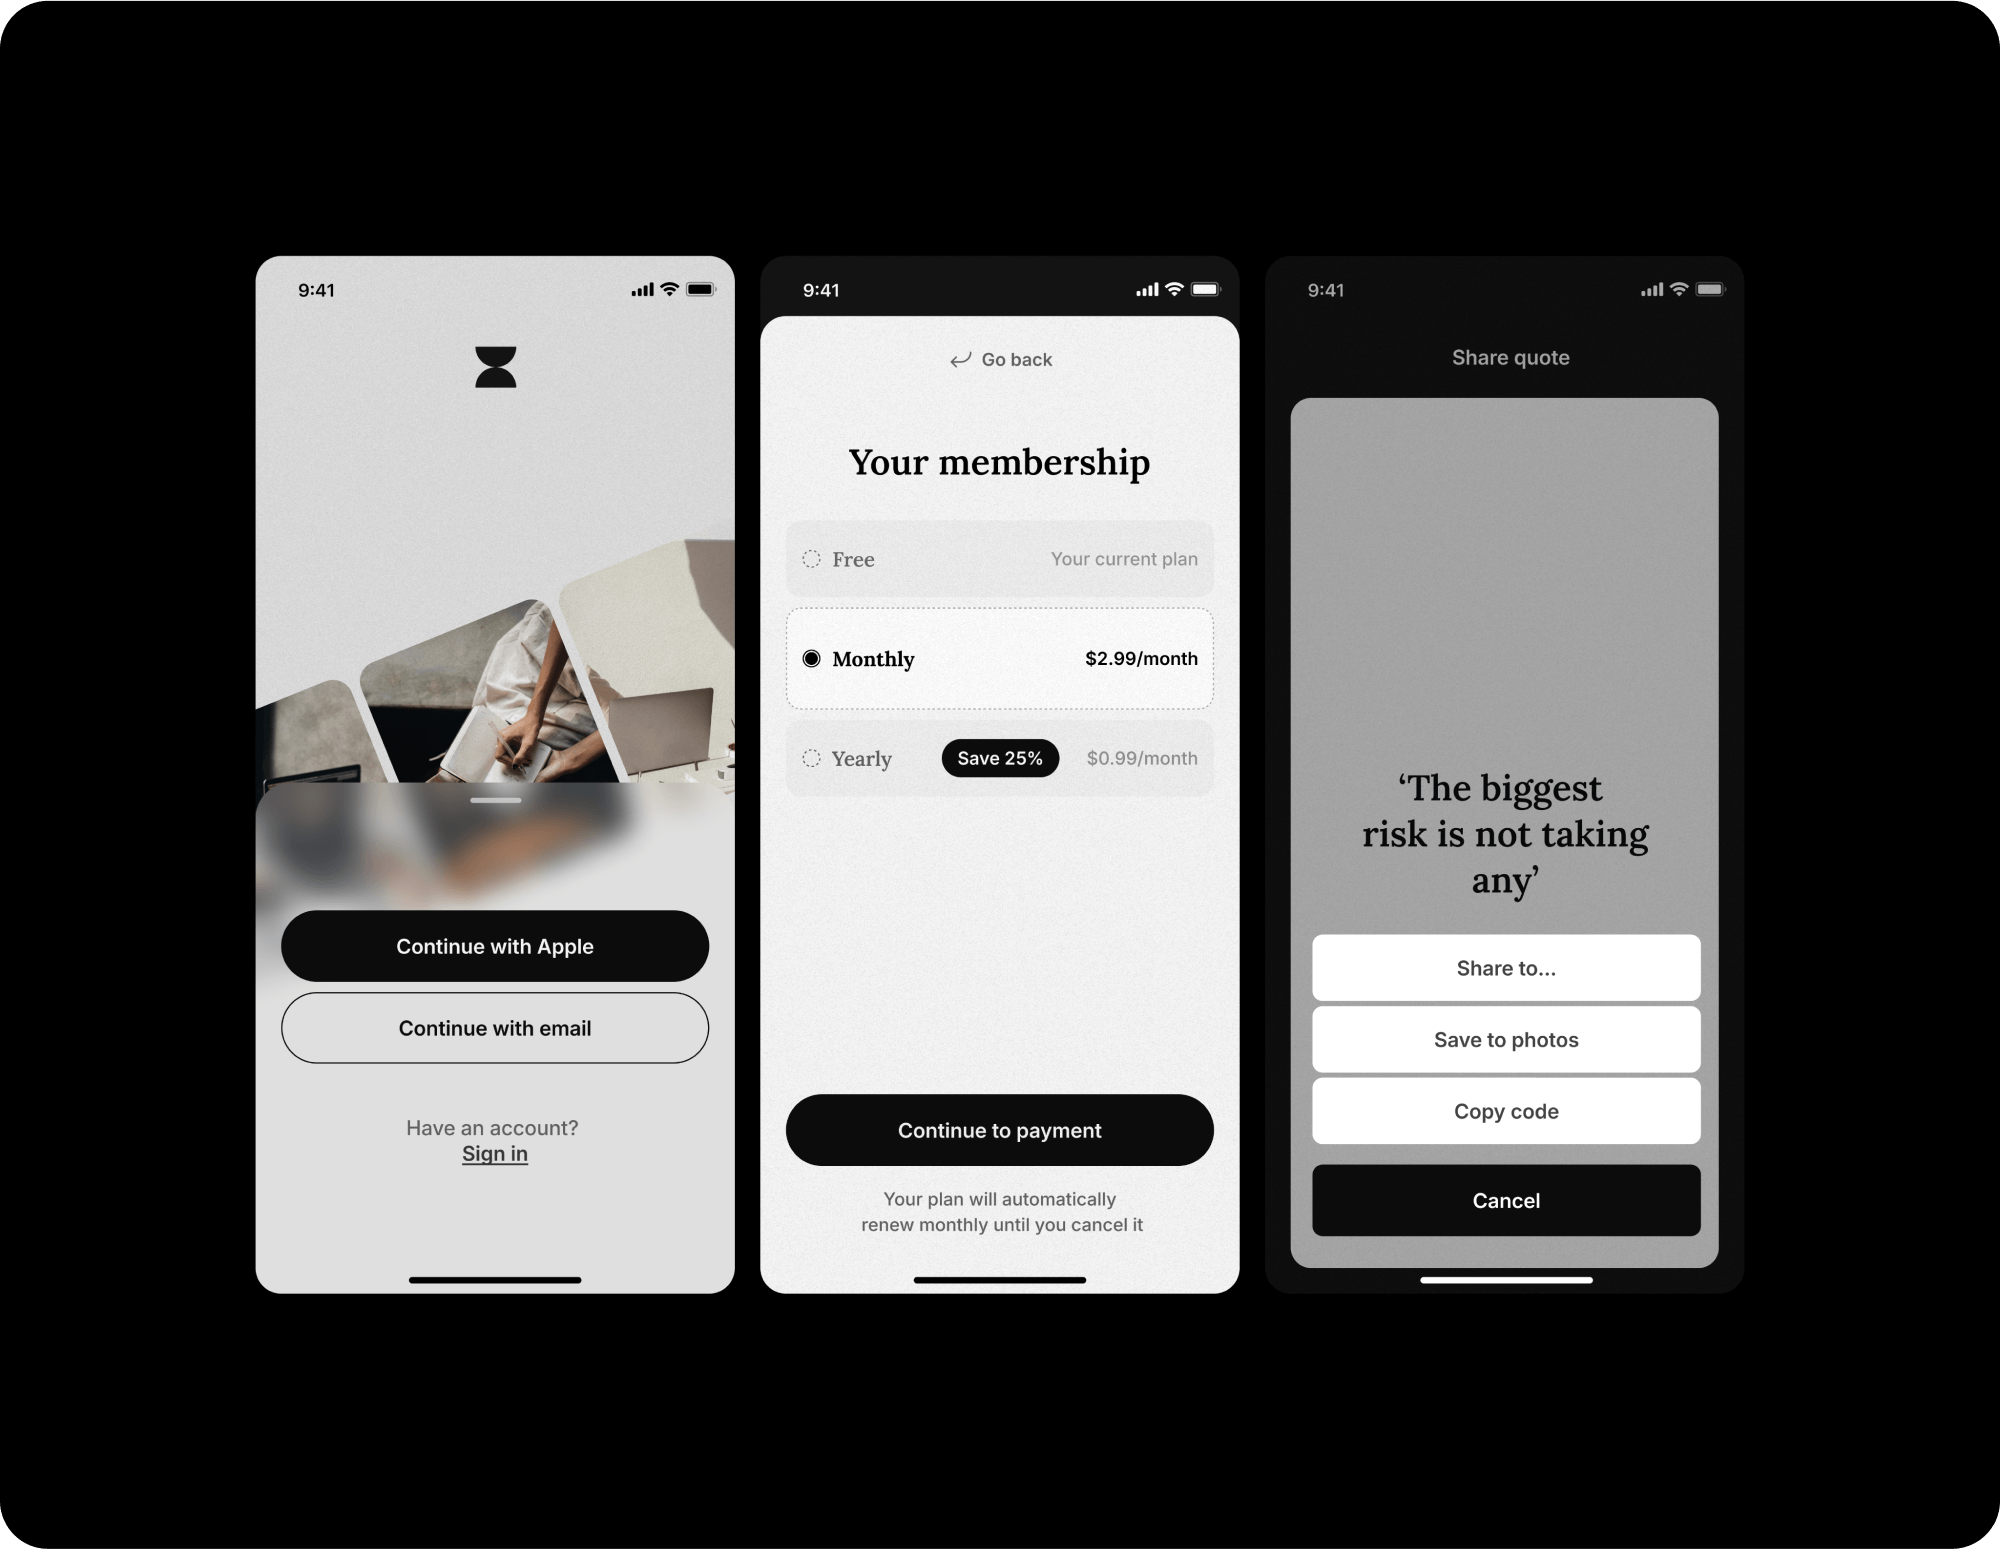 9:41
Continue with Apple
Continue with email
Have an account?
Sign in
9:41
Go back
Your membership
Free Your current plan
Monthly $2.99/month
Yearly Save 25% $0.99/month
Continue to payment
Your plan will automatically
renew monthly until you cancel it
9:41
Share quote
‘The biggest
risk is not taking
any’
Share to...
Save to photos
Copy code
Cancel